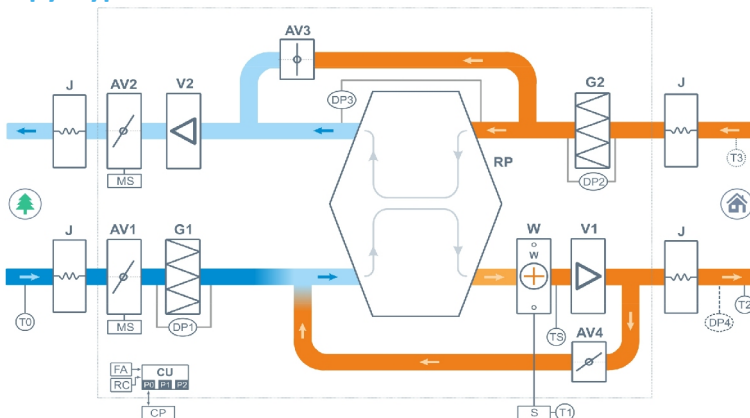 AV3
J
AV2
V2
G2
J
DP3
RP
T3
MS
DP2
J
AV1
G1
W
V1
J
W
T0
MS
DP1
TS
DP4
T2
AV4
FA
CU
RC
P0 P1 P2
CP
S
T1